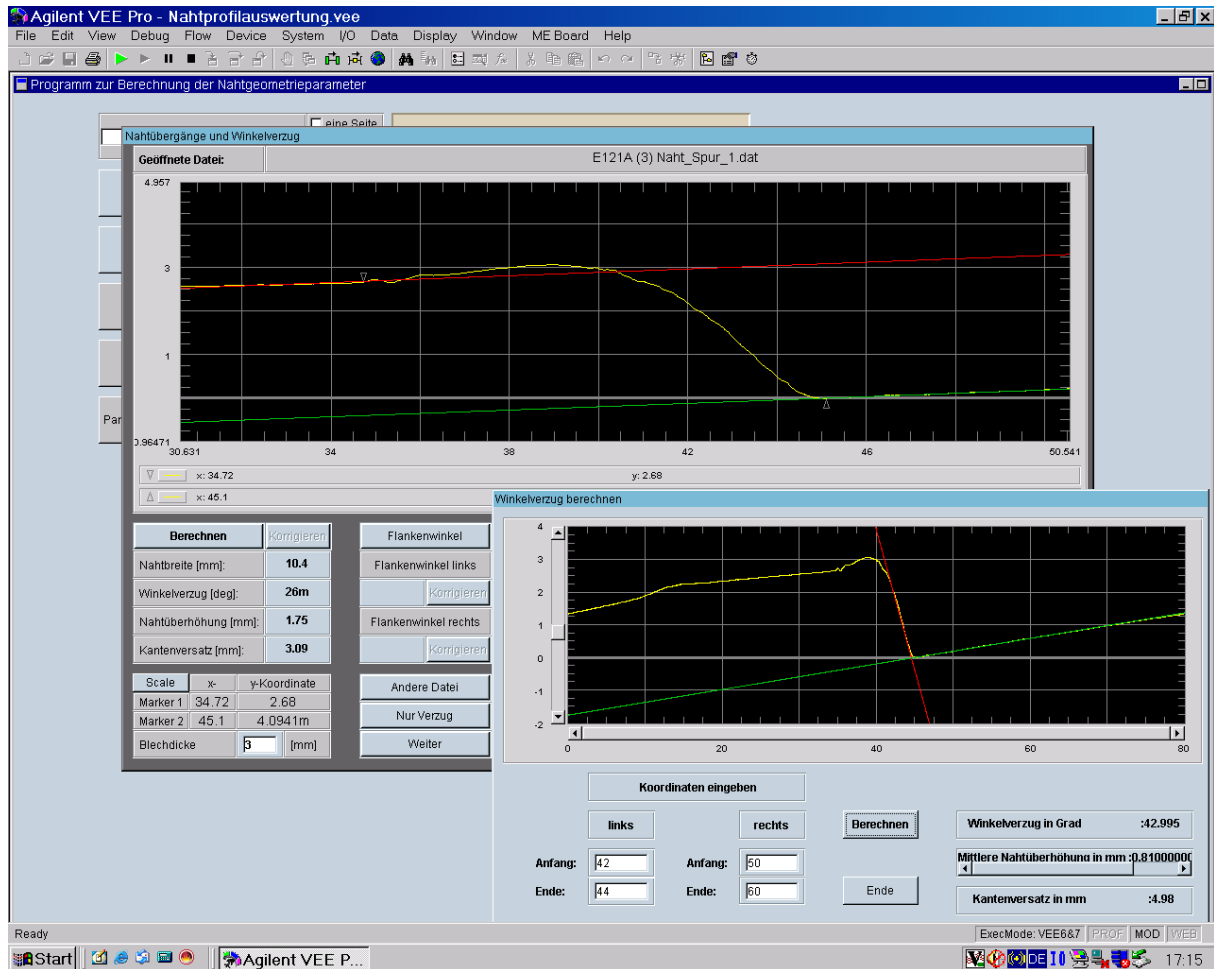 Agilent VEE Pro - Nahtprofilauswertung.vee
File Edit View Debug Flow Device System I/O Data Display Window ME Board Help
Programm zur Berechnung der Nahtgeometrieparameter
eine Seite
Nahtübergänge und Winkelverzug
Geöffnete Datei: E121A (3) Naht_Spur_1.dat
4.957
3
1
Par
0.96471
30.631 34 38 42 46 50.541
x: 34.72 y: 2.68
x: 45.1
Berechnen Korrigieren Flankenwinkel
Nahtbreite [mm]: 10.4 Flankenwinkel links
Winkelverzug [deg]: 26m Korrigieren
Nahtüberhöhung [mm]: 1.75 Flankenwinkel rechts
Kantenversatz [mm]: 3.09 Korrigieren
Scale x- y-Koordinate Andere Datei
Marker 1 34.72 2.68
Marker 2 45.1 4.0941m Nur Verzug
Blechdicke 3 [mm] Weiter
Winkelverzug berechnen
4
3
2
1
0
-1
-2
0 20 40 60 80
Koordinaten eingeben
links rechts Berechnen Winkelverzug in Grad :42.995
Anfang: 42 Anfang: 50 Mittlere Nahtüberhöhung in mm :0.8100000
Ende: 44 Ende: 60 Ende Kantenversatz in mm :4.98
Ready ExecMode: VEE6&7 PROF MOD WEB
Start Agilent VEE P... DE 17:15